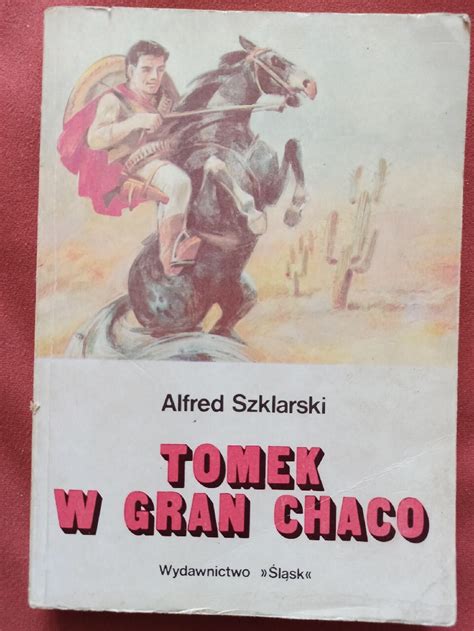 Alfred Szklarski
TOMEK
W GRAN CHACO
Wydawnictwo »Śląsk«